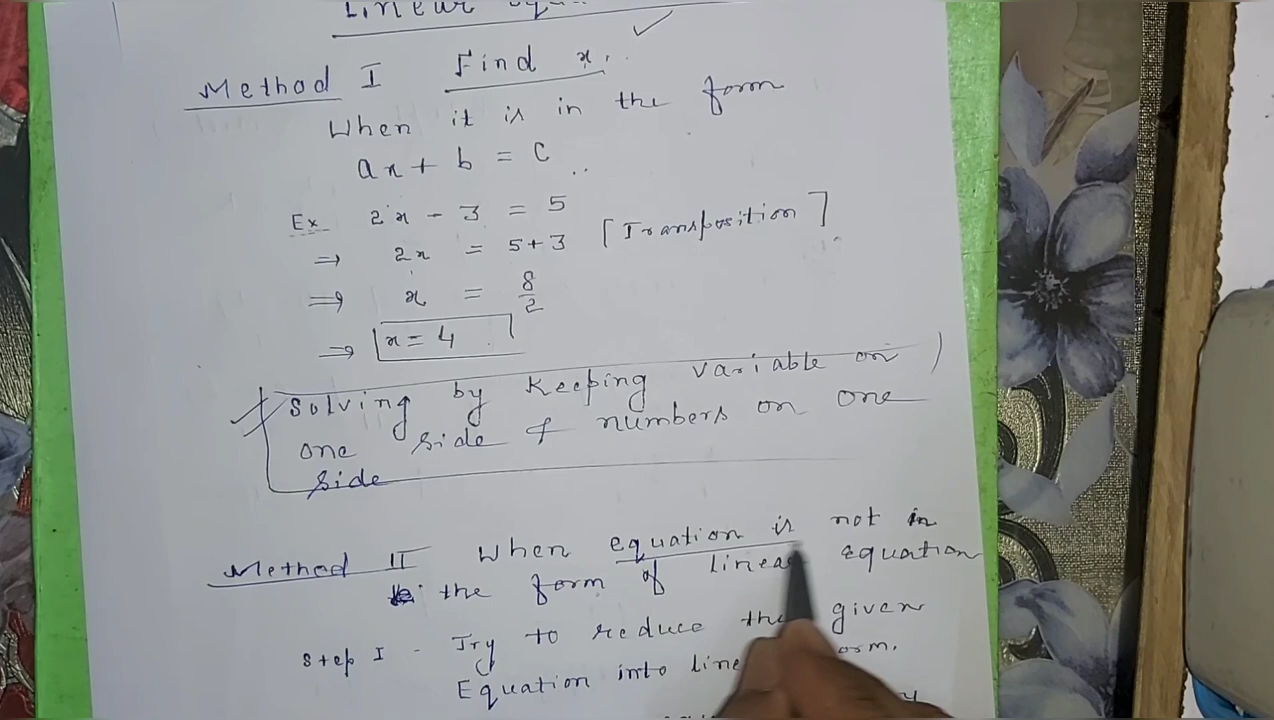 Linear
Method I Find x.
When it is in the form
ax + b = c
Ex 2x - 3 = 5
⇒ 2x = 5+3 [Transposition]
⇒ x = 8/2
⇒ x = 4
Solving by Keeping variable on
one side & numbers on one
side
Method II When equation is not in
the form of linear equation
Step I - Try to reduce the given
Equation into